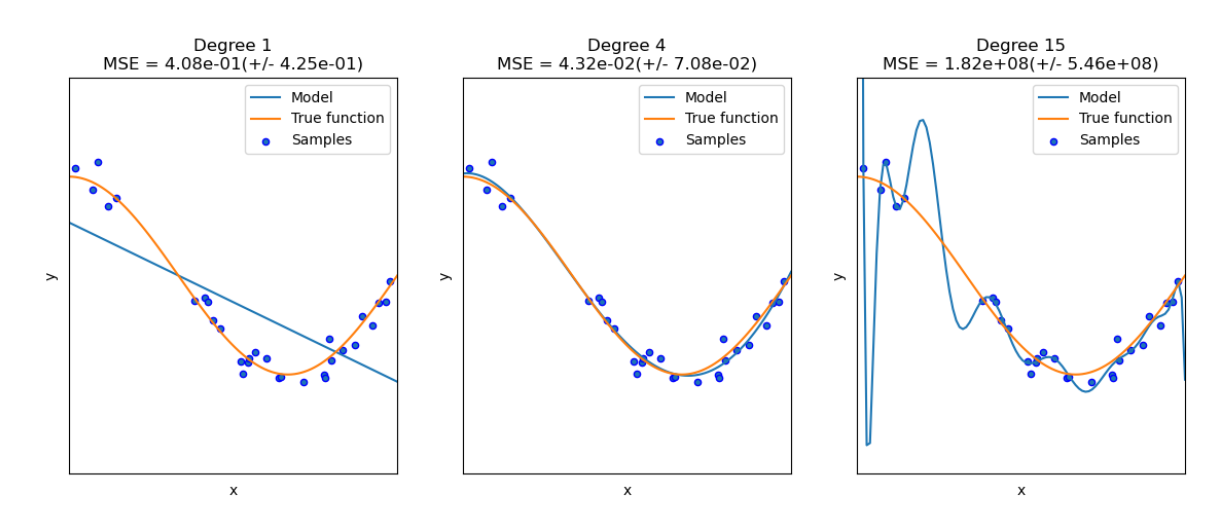 Degree 1
MSE = 4.08e-01(+/- 4.25e-01)
Model
True function
Samples
y
x
Degree 4
MSE = 4.32e-02(+/- 7.08e-02)
Model
True function
Samples
y
x
Degree 15
MSE = 1.82e+08(+/- 5.46e+08)
Model
True function
Samples
y
x